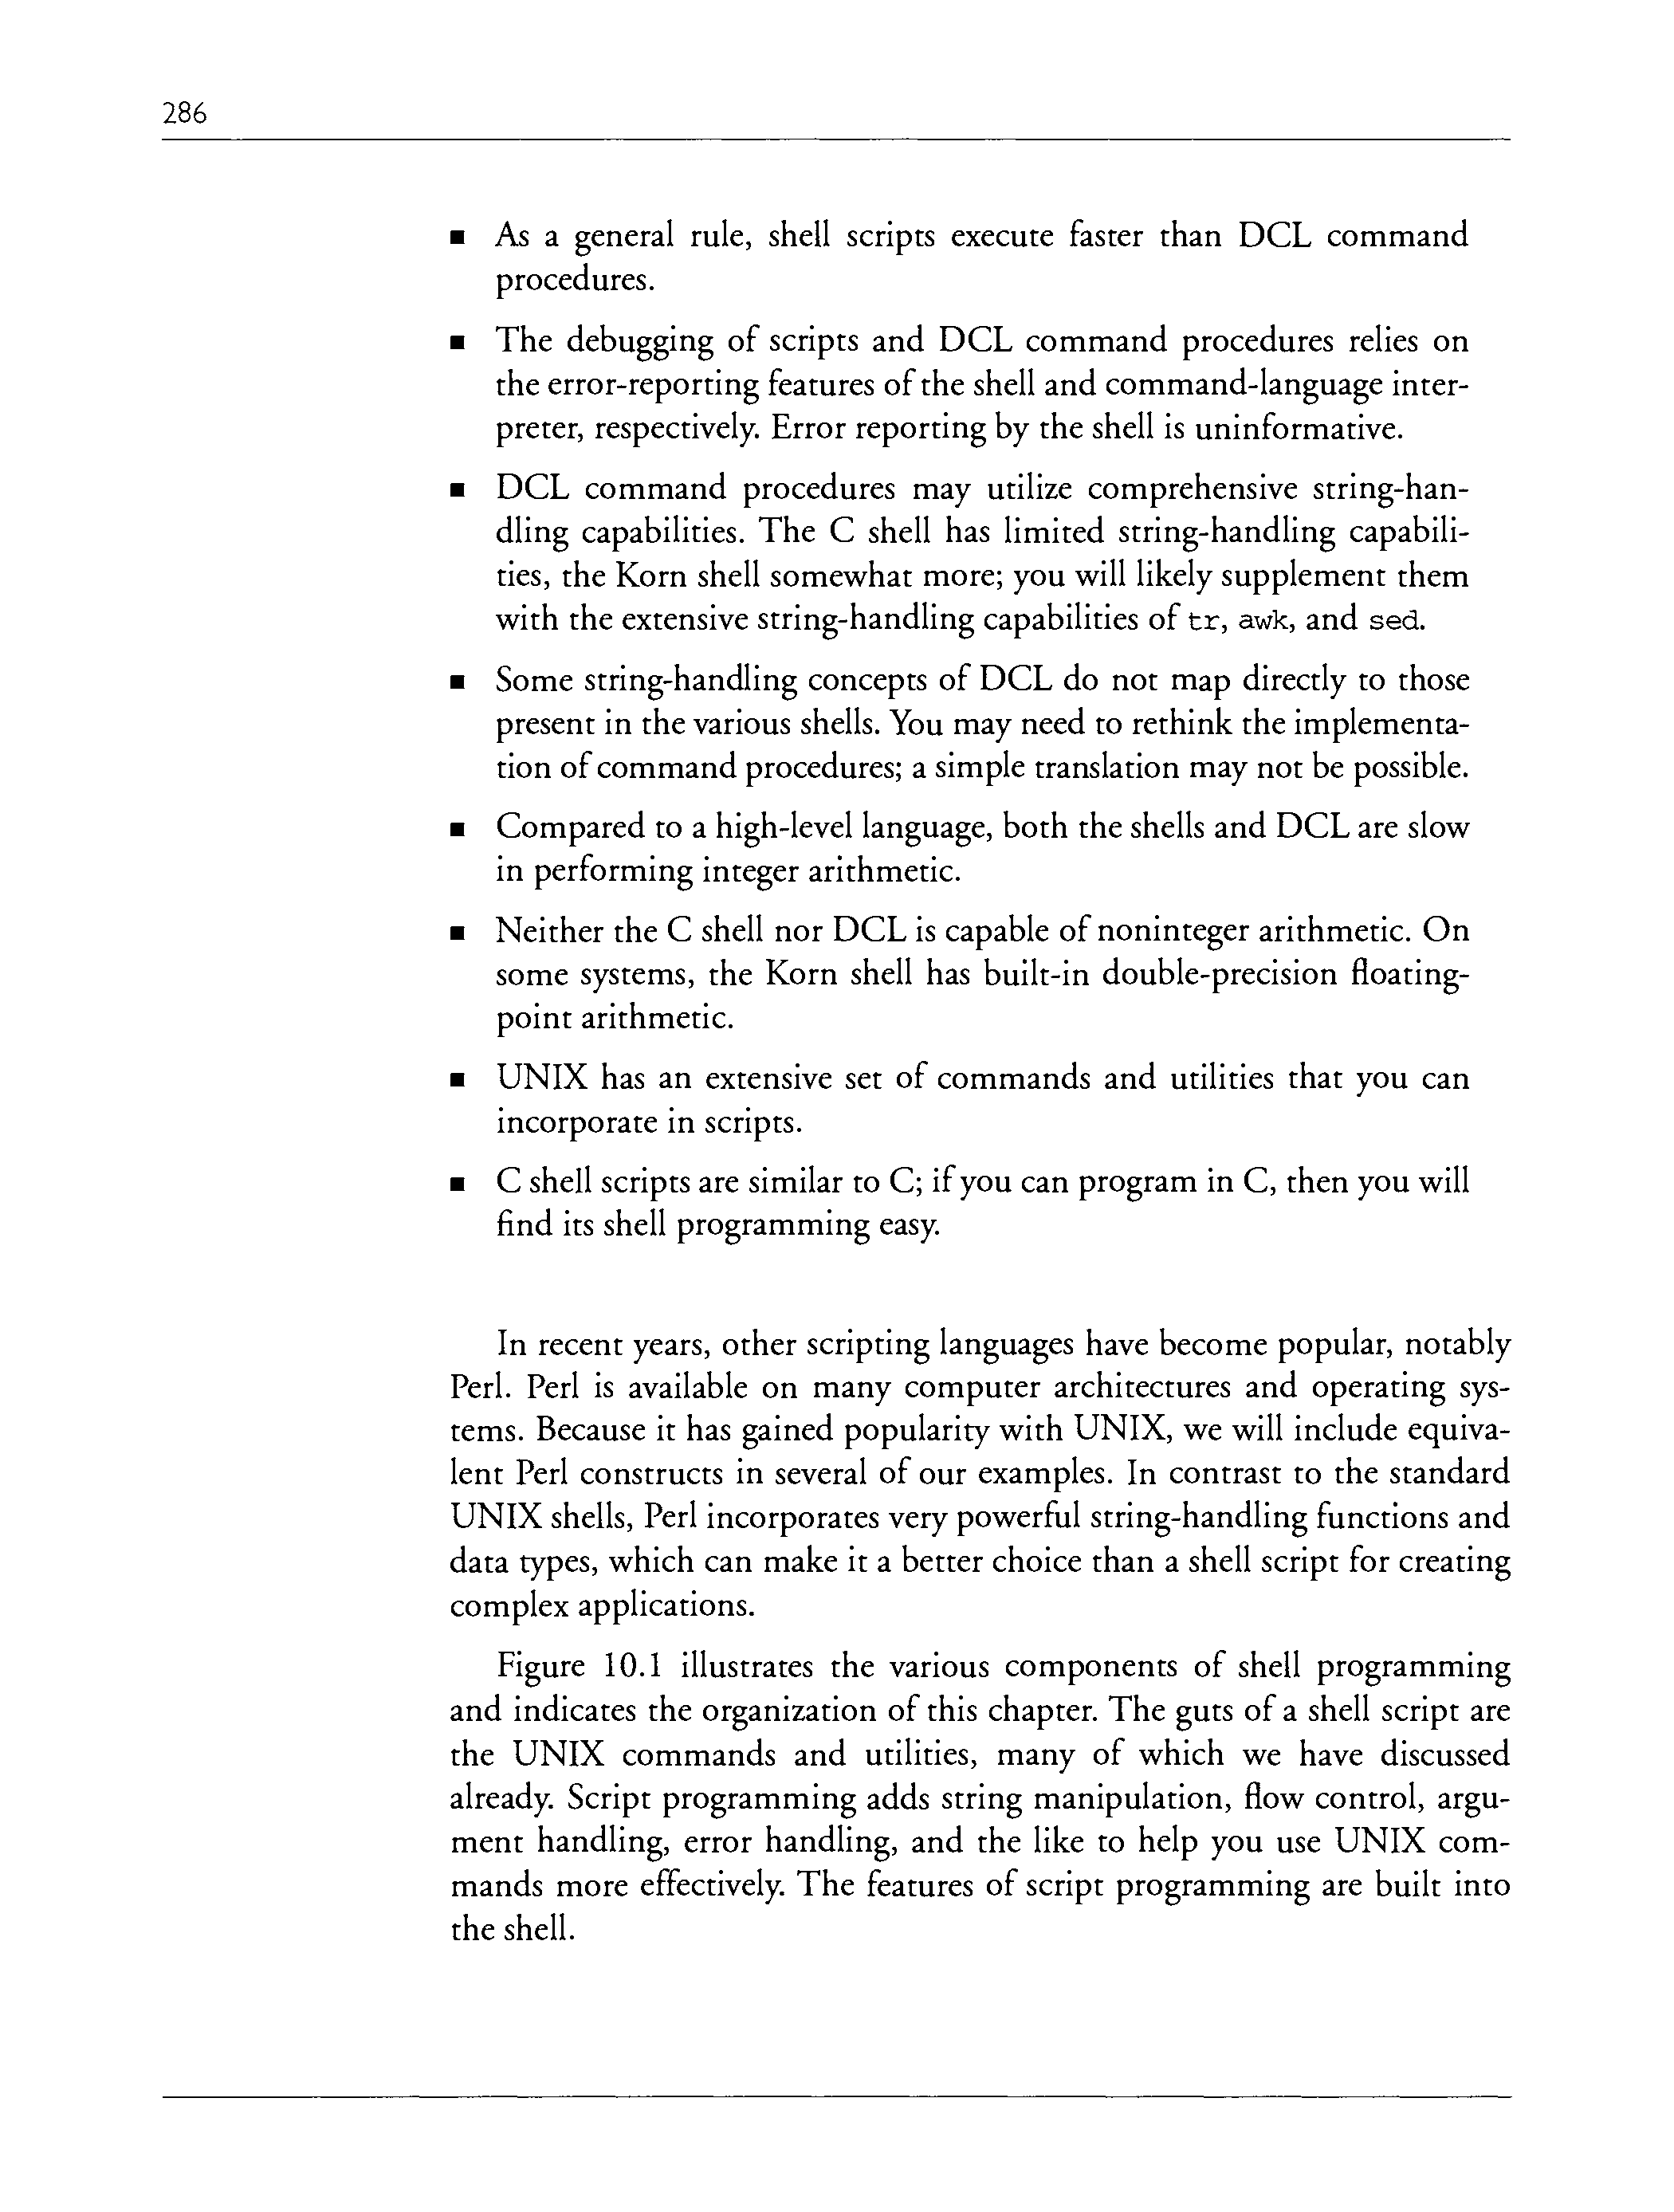 286
■ As a general rule, shell scripts execute faster than DCL command
procedures.
■ The debugging of scripts and DCL command procedures relies on
the error-reporting features of the shell and command-language inter-
preter, respectively. Error reporting by the shell is uninformative.
■ DCL command procedures may utilize comprehensive string-han-
dling capabilities. The C shell has limited string-handling capabili-
ties, the Korn shell somewhat more; you will likely supplement them
with the extensive string-handling capabilities of tr, awk, and sed.
■ Some string-handling concepts of DCL do not map directly to those
present in the various shells. You may need to rethink the implementa-
tion of command procedures; a simple translation may not be possible.
■ Compared to a high-level language, both the shells and DCL are slow
in performing integer arithmetic.
■ Neither the C shell nor DCL is capable of noninteger arithmetic. On
some systems, the Korn shell has built-in double-precision floating-
point arithmetic.
■ UNIX has an extensive set of commands and utilities that you can
incorporate in scripts.
■ C shell scripts are similar to C; if you can program in C, then you will
find its shell programming easy.
In recent years, other scripting languages have become popular, notably
Perl. Perl is available on many computer architectures and operating sys-
tems. Because it has gained popularity with UNIX, we will include equiva-
lent Perl constructs in several of our examples. In contrast to the standard
UNIX shells, Perl incorporates very powerful string-handling functions and
data types, which can make it a better choice than a shell script for creating
complex applications.
Figure 10.1 illustrates the various components of shell programming
and indicates the organization of this chapter. The guts of a shell script are
the UNIX commands and utilities, many of which we have discussed
already. Script programming adds string manipulation, flow control, argu-
ment handling, error handling, and the like to help you use UNIX com-
mands more effectively. The features of script programming are built into
the shell.